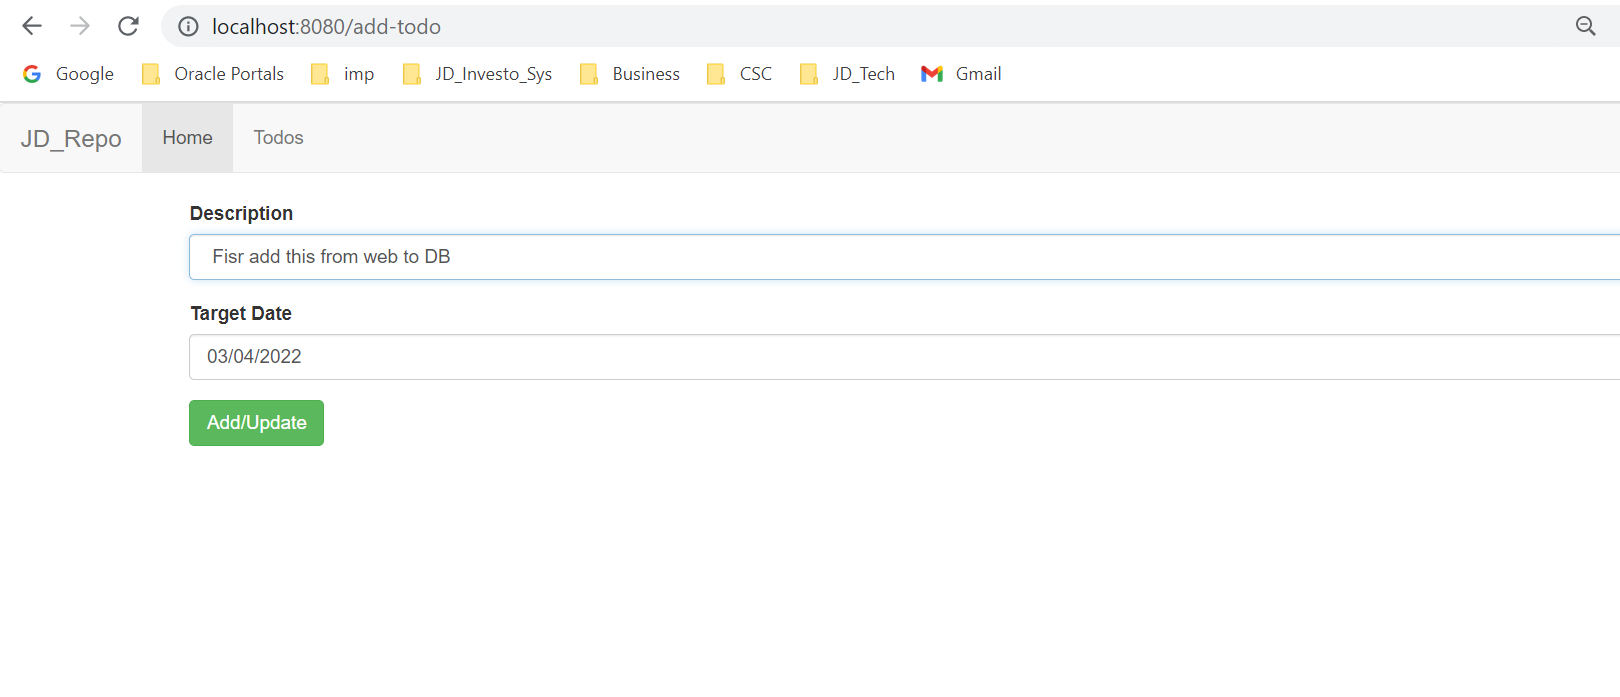 localhost:8080/add-todo
Google Oracle Portals imp JD_Investo_Sys Business CSC JD_Tech Gmail
JD_Repo Home Todos
Description
Fisr add this from web to DB
Target Date
03/04/2022
Add/Update